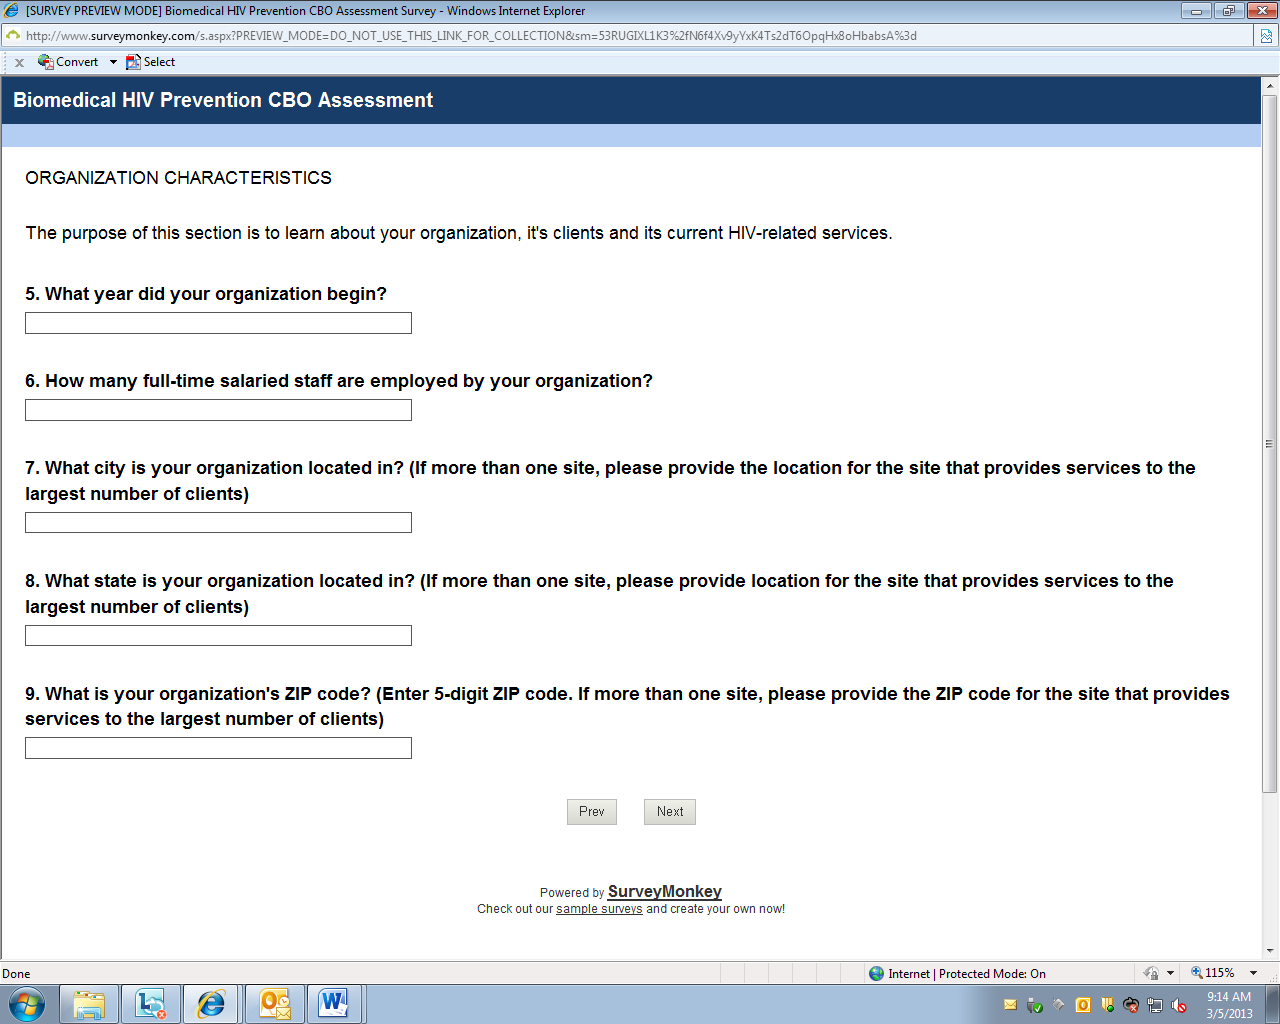 [SURVEY PREVIEW MODE] Biomedical HIV Prevention CBO Assessment Survey - Windows Internet Explorer
http://www.surveymonkey.com/s.aspx?PREVIEW_MODE=DO_NOT_USE_THIS_LINK_FOR_COLLECTION&sm=53RUGIXL1K3%2fN6f4Xv9yYxK4Ts2dT6OpqHx8oHbabsA%3d
x Convert Select
Biomedical HIV Prevention CBO Assessment
ORGANIZATION CHARACTERISTICS
The purpose of this section is to learn about your organization, it's clients and its current HIV-related services.
5. What year did your organization begin?
6. How many full-time salaried staff are employed by your organization?
7. What city is your organization located in? (If more than one site, please provide the location for the site that provides services to the
largest number of clients)
8. What state is your organization located in? (If more than one site, please provide location for the site that provides services to the
largest number of clients)
9. What is your organization's ZIP code? (Enter 5-digit ZIP code. If more than one site, please provide the ZIP code for the site that provides
services to the largest number of clients)
Prev Next
Powered by SurveyMonkey
Check out our sample surveys and create your own now!
Done Internet | Protected Mode: On 115%
9:14 AM
3/5/2013